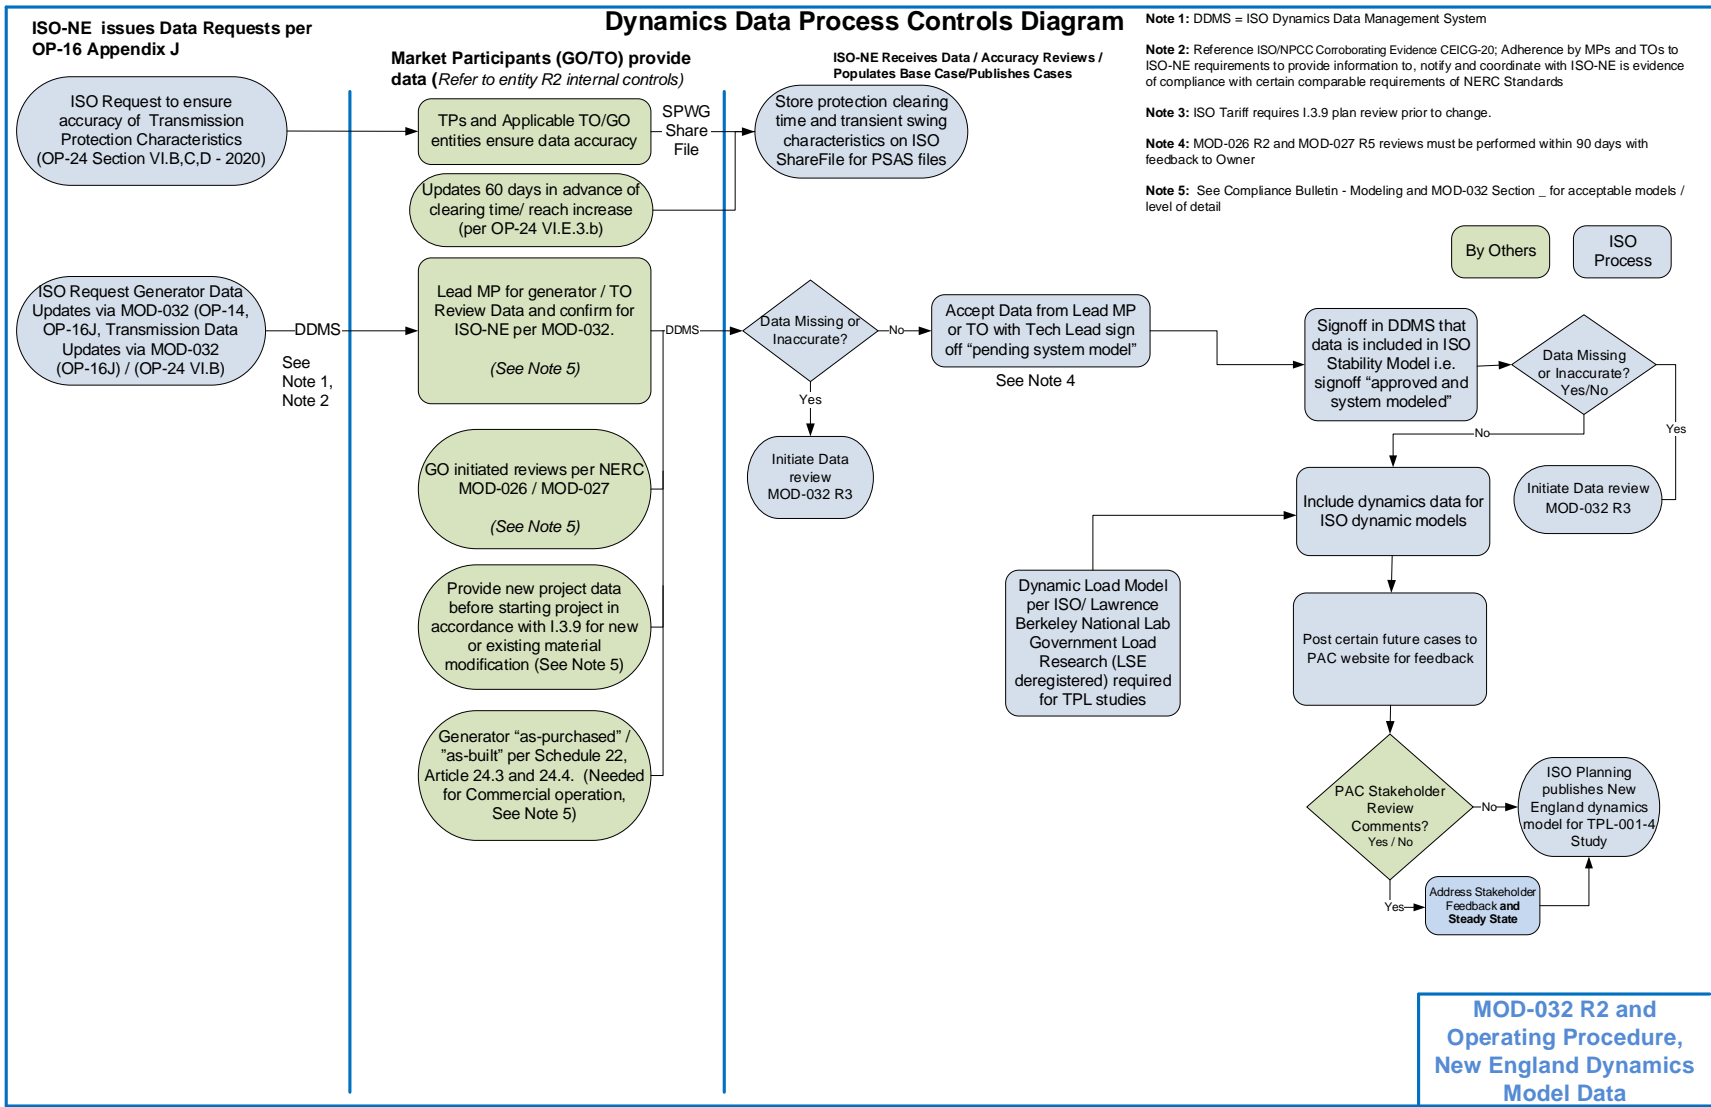 Dynamics Data Process Controls Diagram
ISO-NE issues Data Requests per
OP-16 Appendix J
Market Participants (GO/TO) provide
data (Refer to entity R2 internal controls)
ISO-NE Receives Data / Accuracy Reviews /
Populates Base Case/Publishes Cases
Note 1: DDMS = ISO Dynamics Data Management System
Note 2: Reference ISO/NPCC Corroborating Evidence CEICG-20; Adherence by MPs and TOs to
ISO-NE requirements to provide information to, notify and coordinate with ISO-NE is evidence
of compliance with certain comparable requirements of NERC Standards
Note 3: ISO Tariff requires I.3.9 plan review prior to change.
Note 4: MOD-026 R2 and MOD-027 R5 reviews must be performed within 90 days with
feedback to Owner
Note 5: See Compliance Bulletin - Modeling and MOD-032 Section _ for acceptable models /
level of detail
By Others
ISO
Process
ISO Request to ensure
accuracy of Transmission
Protection Characteristics
(OP-24 Section VI.B,C,D - 2020)
TPs and Applicable TO/GO
entities ensure data accuracy
SPWG
Share
File
Store protection clearing
time and transient swing
characteristics on ISO
ShareFile for PSAS files
Updates 60 days in advance of
clearing time/ reach increase
(per OP-24 VI.E.3.b)
ISO Request Generator Data
Updates via MOD-032 (OP-14,
OP-16J, Transmission Data
Updates via MOD-032
(OP-16J) / (OP-24 VI.B)
DDMS
See
Note 1,
Note 2
Lead MP for generator / TO
Review Data and confirm for
ISO-NE per MOD-032.
(See Note 5)
DDMS
Data Missing or
Inaccurate?
No
Yes
Initiate Data
review
MOD-032 R3
Accept Data from Lead MP
or TO with Tech Lead sign
off “pending system model”
See Note 4
Signoff in DDMS that
data is included in ISO
Stability Model i.e.
signoff “approved and
system modeled”
Data Missing
or Inaccurate?
Yes/No
No
Yes
Initiate Data review
MOD-032 R3
GO initiated reviews per NERC
MOD-026 / MOD-027
(See Note 5)
Include dynamics data for
ISO dynamic models
Provide new project data
before starting project in
accordance with I.3.9 for new
or existing material
modification (See Note 5)
Dynamic Load Model
per ISO/ Lawrence
Berkeley National Lab
Government Load
Research (LSE
deregistered) required
for TPL studies
Post certain future cases to
PAC website for feedback
Generator “as-purchased” /
”as-built” per Schedule 22,
Article 24.3 and 24.4. (Needed
for Commercial operation,
See Note 5)
PAC Stakeholder
Review
Comments?
Yes / No
No
ISO Planning
publishes New
England dynamics
model for TPL-001-4
Study
Yes
Address Stakeholder
Feedback and
Steady State
MOD-032 R2 and
Operating Procedure,
New England Dynamics
Model Data